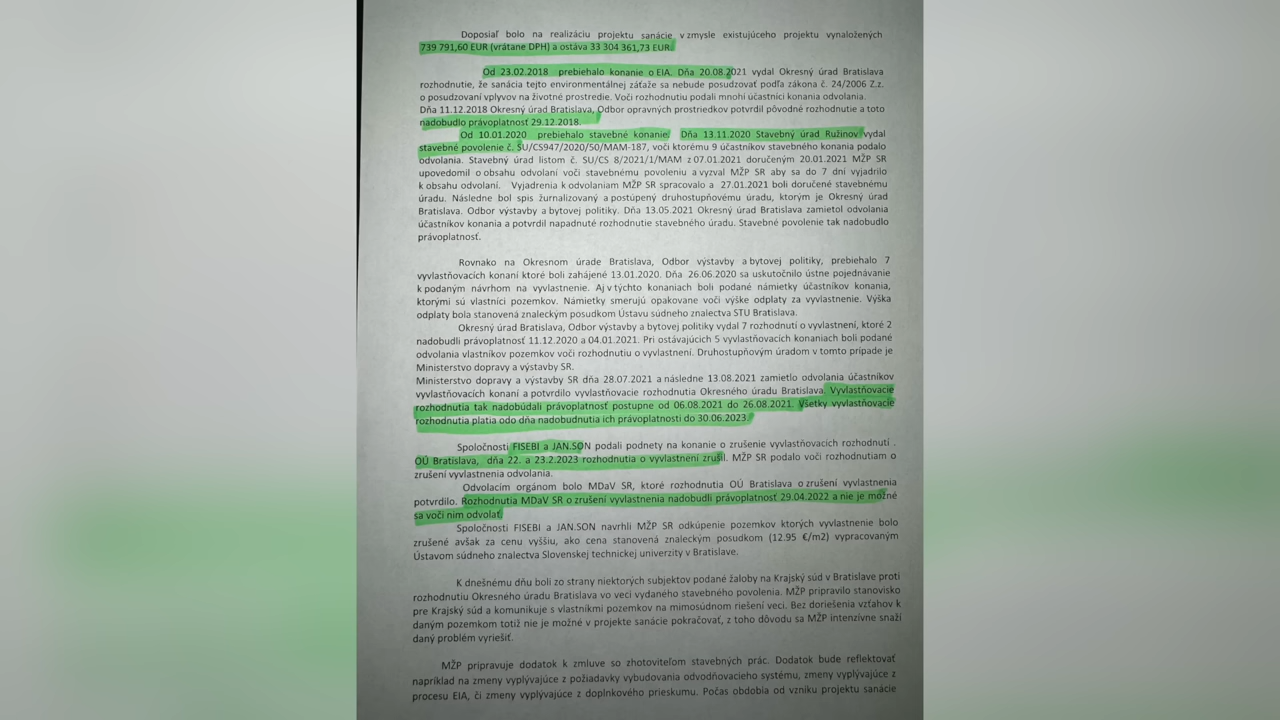 Doposiaľ bolo na realizáciu projektu sanácie v zmysle existujúceho projektu vynaložených
739 791,60 EUR (vrátane DPH) a ostáva 33 304 361,73 EUR.
Od 23.02.2018 prebiehalo konanie o EIA. Dňa 20.08.2021 vydal Okresný úrad Bratislava
rozhodnutie, že sanácia tejto environmentálnej záťaže sa nebude posudzovať podľa zákona č. 24/2006 Z.z.
o posudzovaní vplyvov na životné prostredie. Voči rozhodnutiu podali mnohí účastníci konania odvolania.
Dňa 11.12.2018 Okresný úrad Bratislava, Odbor opravných prostriedkov potvrdil pôvodné rozhodnutie a toto
nadobudlo právoplatnosť 29.12.2018.
Od 10.01.2020 prebiehalo stavebné konanie. Dňa 13.11.2020 Stavebný úrad Ružinov vydal
stavebné povolenie č. SU/CS947/2020/50/MAM-187, voči ktorému 9 účastníkov stavebného konania podalo
odvolania. Stavebný úrad listom č. SU/CS 8/2021/1/MAM z 07.01.2021 doručeným 20.01.2021 MŽP SR
upovedomil o obsahu odvolaní voči stavebnému povoleniu a vyzval MŽP SR aby sa do 7 dní vyjadrilo
k obsahu odvolaní. Vyjadrenia k odvolaniam MŽP SR spracovalo a 27.01.2021 boli doručené stavebnému
úradu. Následne bol spis žurnalizovaný a postúpený druhostupňovému úradu, ktorým je Okresný úrad
Bratislava. Odbor výstavby a bytovej politiky. Dňa 13.05.2021 Okresný úrad Bratislava zamietol odvolania
účastníkov konania a potvrdil napadnuté rozhodnutie stavebného úradu. Stavebné povolenie tak nadobudlo
právoplatnosť.
Rovnako na Okresnom úrade Bratislava, Odbor výstavby a bytovej politiky, prebiehalo 7
vyvlastňovacích konaní ktoré boli zahájené 13.01.2020. Dňa 26.06.2020 sa uskutočnilo ústne pojednávanie
k podaným návrhom na vyvlastnenie. Aj v týchto konaniach boli podané námietky účastníkov konania,
ktorými sú vlastníci pozemkov. Námietky smerujú opakovane voči výške odplaty za vyvlastnenie. Výška
odplaty bola stanovená znaleckým posudkom Ústavu súdneho znalectva STU Bratislava.
Okresný úrad Bratislava, Odbor výstavby a bytovej politiky vydal 7 rozhodnutí o vyvlastnení, ktoré 2
nadobudli právoplatnosť 11.12.2020 a 04.01.2021. Pri ostávajúcich 5 vyvlastňovacích konaniach boli podané
odvolania vlastníkov pozemkov voči rozhodnutiu o vyvlastnení. Druhostupňovým úradom v tomto prípade je
Ministerstvo dopravy a výstavby SR.
Ministerstvo dopravy a výstavby SR dňa 28.07.2021 a následne 13.08.2021 zamietlo odvolania účastníkov
vyvlastňovacích konaní a potvrdilo vyvlastňovacie rozhodnutia Okresného úradu Bratislava. Vyvlastňovacie
rozhodnutia tak nadobúdali právoplatnosť postupne od 06.08.2021 do 26.08.2021. Všetky vyvlastňovacie
rozhodnutia platia odo dňa nadobudnutia ich právoplatnosti do 30.06.2023.
Spoločnosti FISEBI a JAN.SON podali podnety na konanie o zrušenie vyvlastňovacích rozhodnutí .
OÚ Bratislava, dňa 22. a 23.2.2023 rozhodnutia o vyvlastnení zrušil. MŽP SR podalo voči rozhodnutiam o
zrušení vyvlastnenia odvolania.
Odvolacím orgánom bolo MDaV SR, ktoré rozhodnutia OÚ Bratislava o zrušení vyvlastnenia
potvrdilo. Rozhodnutia MDaV SR o zrušení vyvlastnenia nadobudli právoplatnosť 29.04.2022 a nie je možné
sa voči nim odvolať.
Spoločnosti FISEBI a JAN.SON navrhli MŽP SR odkúpenie pozemkov ktorých vyvlastnenie bolo
zrušené avšak za cenu vyššiu, ako cena stanovená znaleckým posudkom (12.95 €/m2) vypracovaným
Ústavom súdneho znalectva Slovenskej technickej univerzity v Bratislave.
K dnešnému dňu boli zo strany niektorých subjektov podané žaloby na Krajský súd v Bratislave proti
rozhodnutiu Okresného úradu Bratislava vo veci vydaného stavebného povolenia. MŽP pripravilo stanovisko
pre Krajský súd a komunikuje s vlastníkmi pozemkov na mimosúdnom riešení veci. Bez doriešenia vzťahov k
daným pozemkom totiž nie je možné v projekte sanácie pokračovať, z toho dôvodu sa MŽP intenzívne snaží
daný problém vyriešiť.
MŽP pripravuje dodatok k zmluve so zhotoviteľom stavebných prác. Dodatok bude reflektovať
napríklad na zmeny vyplývajúce z požiadavky vybudovania odvodňovacieho systému, zmeny vyplývajúce z
procesu EIA, či zmeny vyplývajúce z doplnkového prieskumu. Počas obdobia od vzniku projektu sanácie